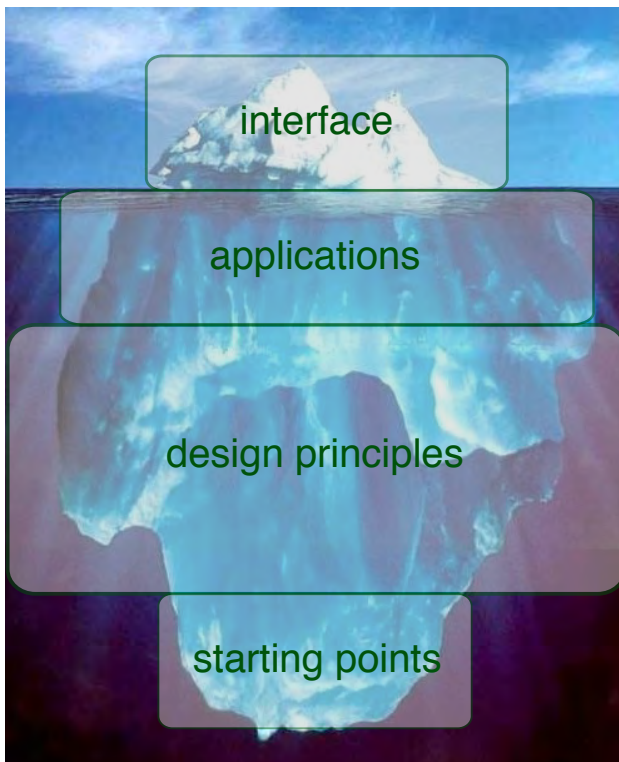 interface
applications
design principles
starting points